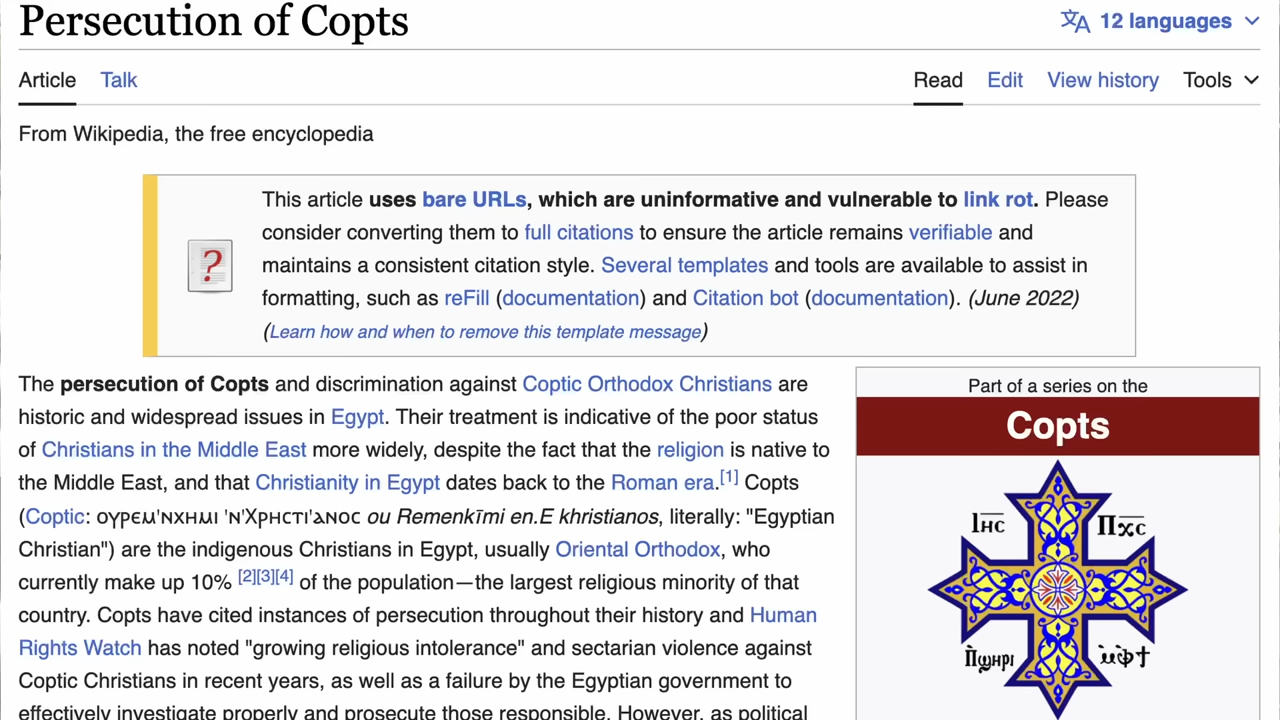 Persecution of Copts
12 languages
Article Talk Read Edit View history Tools
From Wikipedia, the free encyclopedia
This article uses bare URLs, which are uninformative and vulnerable to link rot. Please
consider converting them to full citations to ensure the article remains verifiable and
maintains a consistent citation style. Several templates and tools are available to assist in
formatting, such as reFill (documentation) and Citation bot (documentation). (June 2022)
(Learn how and when to remove this template message)
The persecution of Copts and discrimination against Coptic Orthodox Christians are
historic and widespread issues in Egypt. Their treatment is indicative of the poor status
of Christians in the Middle East more widely, despite the fact that the religion is native to
the Middle East, and that Christianity in Egypt dates back to the Roman era.[1] Copts
(Coptic: ⲟⲩⲣⲉⲙ'ⲛⲭⲏⲙⲓ 'ⲛ'Ⲭⲣⲏⲥⲧⲓ'ⲁⲛⲟⲥ ou Remenkīmi en.E khristianos, literally: "Egyptian
Christian") are the indigenous Christians in Egypt, usually Oriental Orthodox, who
currently make up 10% [2][3][4] of the population—the largest religious minority of that
country. Copts have cited instances of persecution throughout their history and Human
Rights Watch has noted "growing religious intolerance" and sectarian violence against
Coptic Christians in recent years, as well as a failure by the Egyptian government to
effectively investigate properly and prosecute those responsible. However, as political
Part of a series on the
Copts